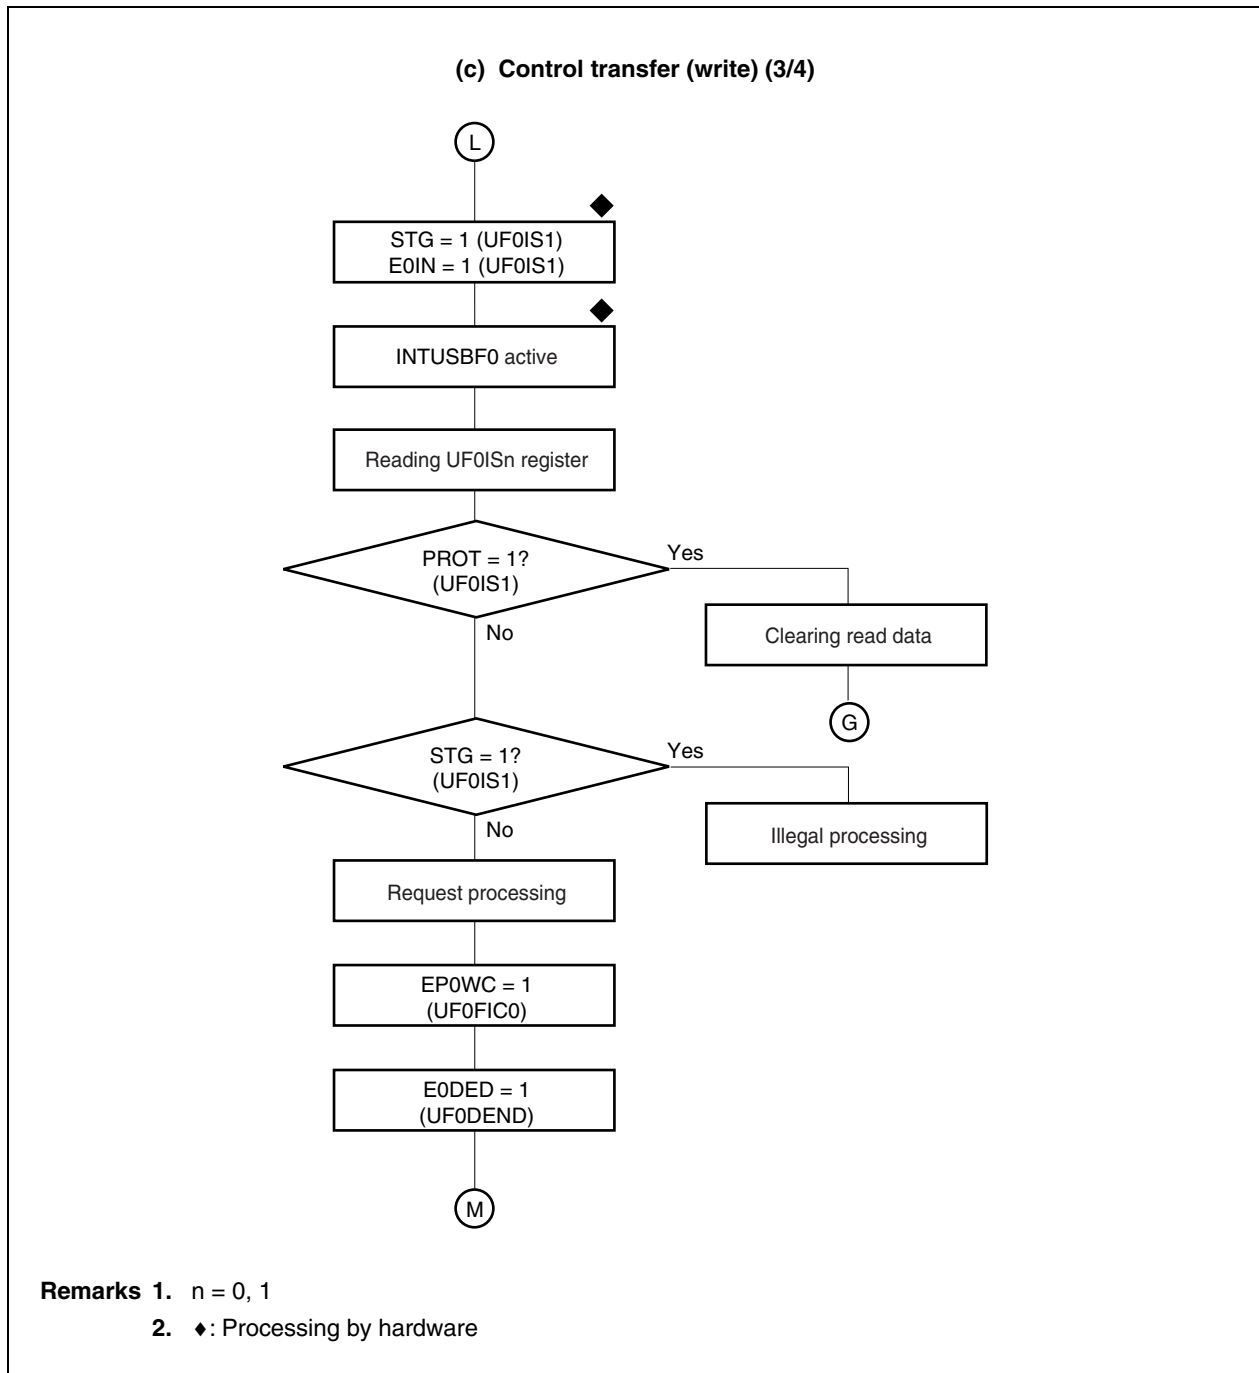 (c) Control transfer (write) (3/4)
L
STG = 1 (UF0IS1)
E0IN = 1 (UF0IS1)
INTUSBF0 active
Reading UF0ISn register
PROT = 1?
(UF0IS1)
Yes
No
Clearing read data
G
STG = 1?
(UF0IS1)
Yes
No
Illegal processing
Request processing
EP0WC = 1
(UF0FIC0)
E0DED = 1
(UF0DEND)
M
Remarks 1. n = 0, 1
2. ♦: Processing by hardware